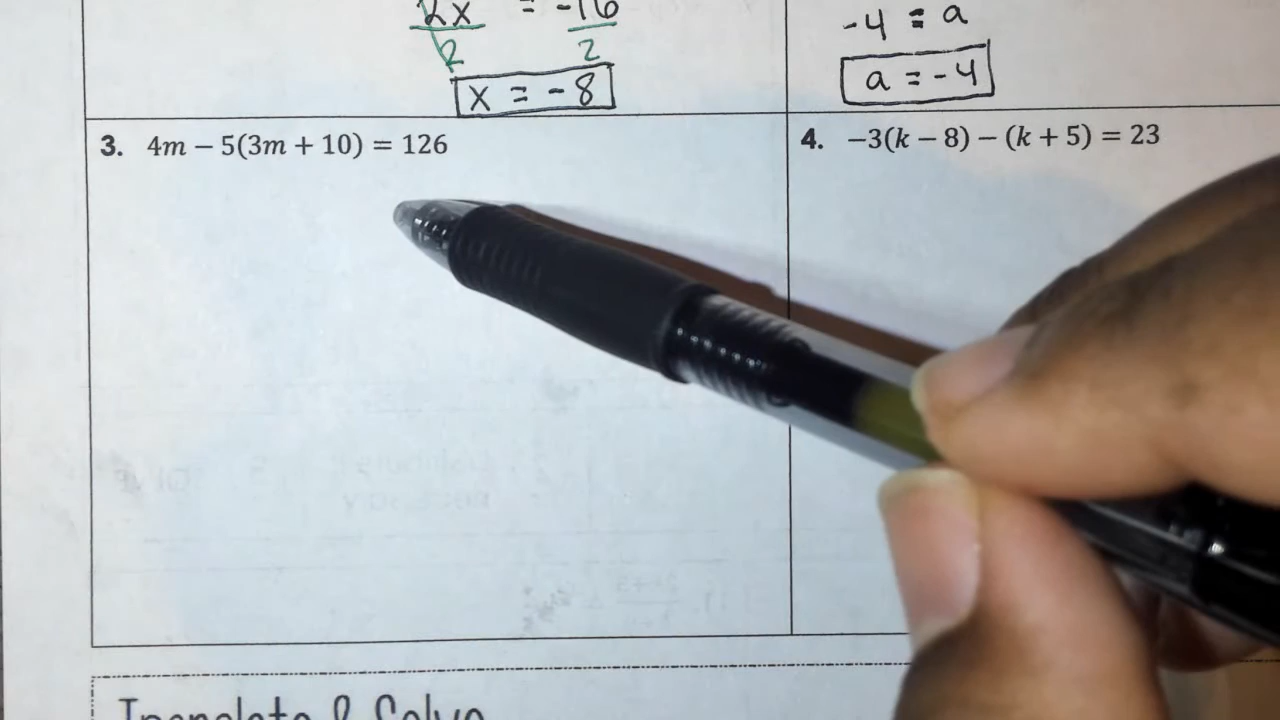 2x = -16
2 2
x = -8
-4 = a
a = -4
3. 4m − 5(3m + 10) = 126
4. −3(k − 8) − (k + 5) = 23
Translate & Solve